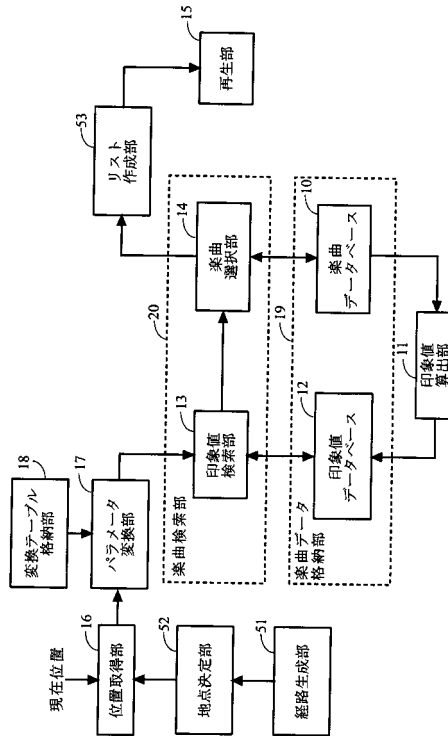 現在位置
16
位置取得部
52
地点決定部
51
経路生成部
18
変換テーブル
格納部
17
パラメータ
変換部
楽曲検索部
20
13
印象値
検索部
14
楽曲
選択部
53
リスト
作成部
15
再生部
楽曲データ
格納部
19
12
印象値
データベース
10
楽曲
データベース
11
印象値
算出部